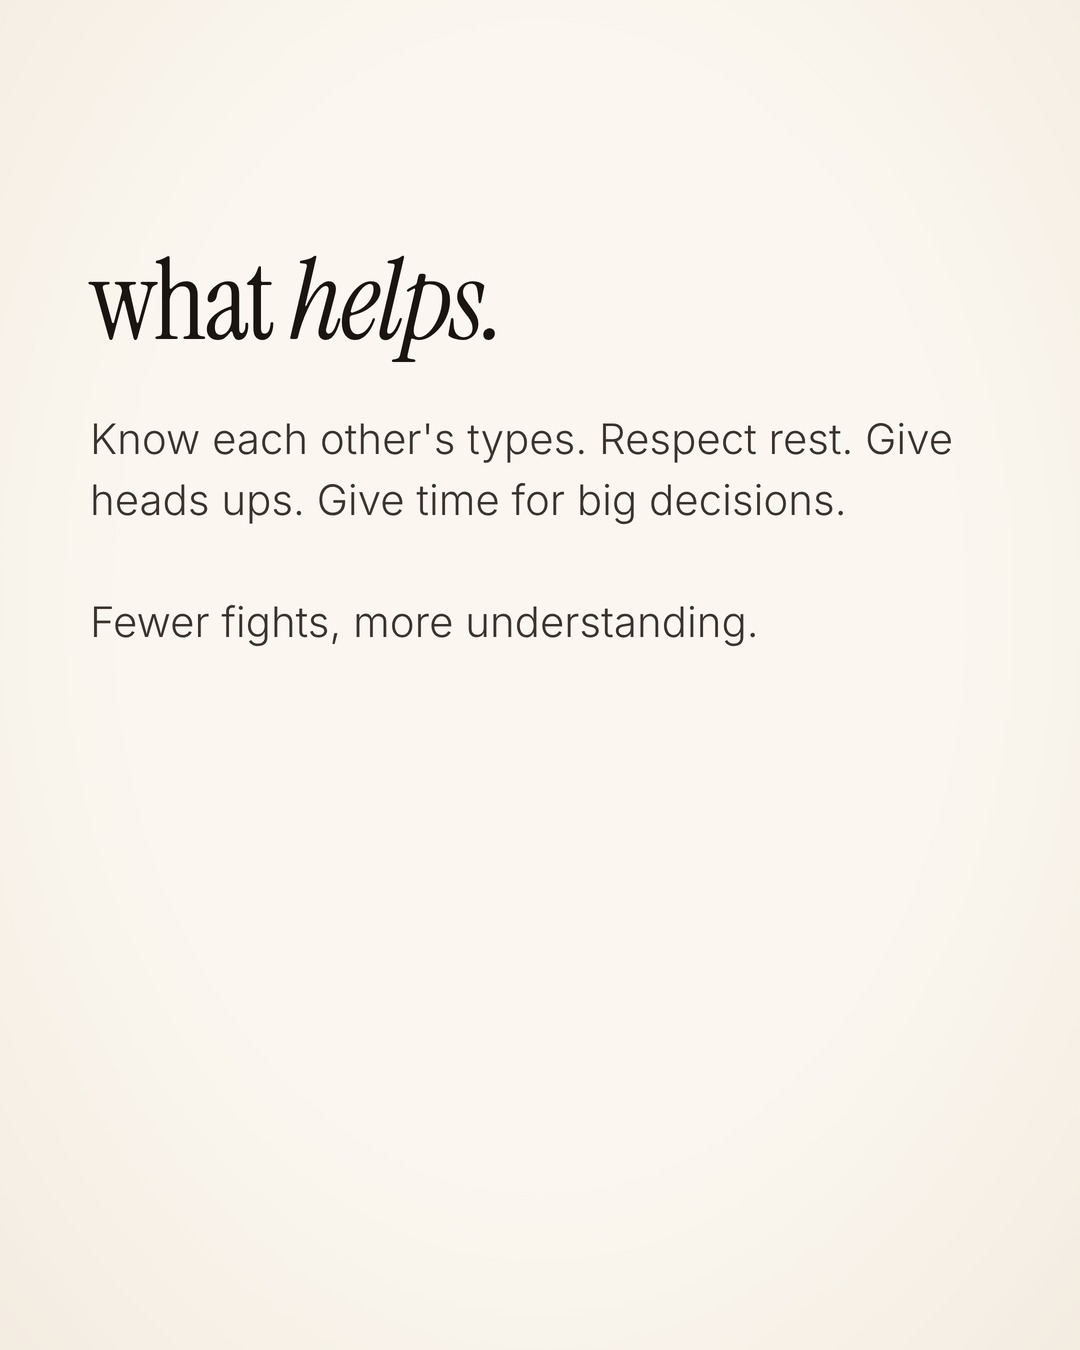 what helps.
Know each other's types. Respect rest. Give
heads ups. Give time for big decisions.
Fewer fights, more understanding.